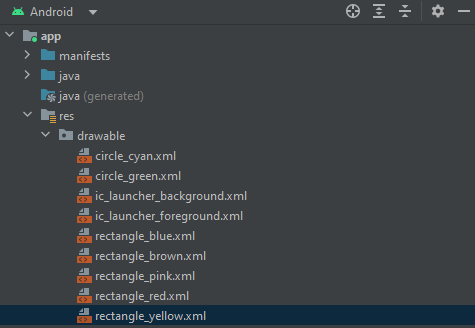 Android
app
manifests
java
java (generated)
res
drawable
circle_cyan.xml
circle_green.xml
ic_launcher_background.xml
ic_launcher_foreground.xml
rectangle_blue.xml
rectangle_brown.xml
rectangle_pink.xml
rectangle_red.xml
rectangle_yellow.xml